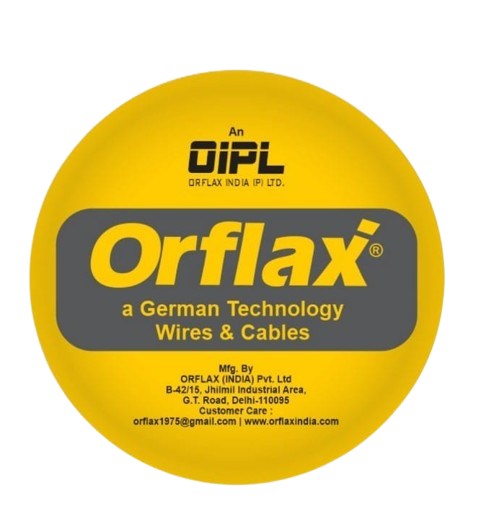 An
OIPL
ORFLAX INDIA (P) LTD.
Orflax®
a German Technology
Wires & Cables
Mfg. By
ORFLAX (INDIA) Pvt. Ltd
B-42/15, Jhilmil Industrial Area,
G.T. Road, Delhi-110095
Customer Care :
orflax1975@gmail.com | www.orflaxindia.com